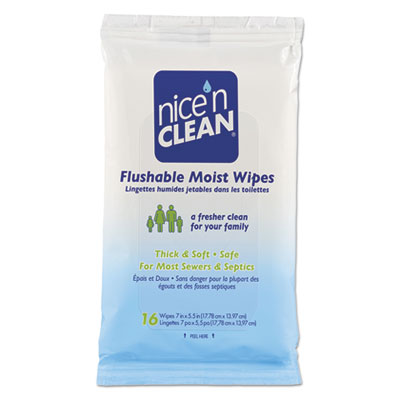 nice'n
CLEAN®
Flushable Moist Wipes
Lingettes humides jetables dans les toilettes
a fresher clean
for your family
Thick & Soft • Safe
For Most Sewers & Septics
Épais et Doux • Sans danger pour la plupart des
égouts et des fosses septiques
16 Wipes 7 in x 5.5 in (17.78 cm x 13.97 cm)
Lingettes 7 po x 5,5 po (17,78 cm x 13,97 cm)
PEEL HERE